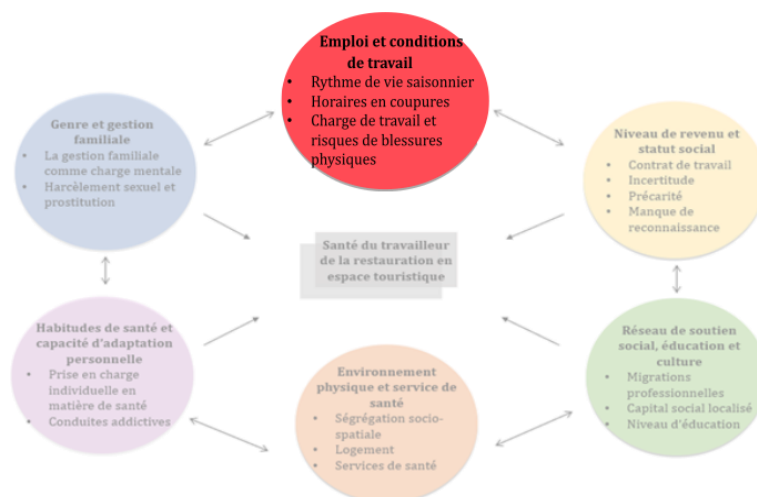 Emploi et conditions
de travail
• Rythme de vie saisonnier
• Horaires en coupures
• Charge de travail et
risques de blessures
physiques
Genre et gestion
familiale
• La gestion familiale
comme charge mentale
• Harcèlement sexuel et
prostitution
Niveau de revenu et
statut social
• Contrat de travail
• Incertitude
• Précarité
• Manque de
reconnaissance
Santé du travailleur
de la restauration en
espace touristique
Habitudes de santé et
capacité d'adaptation
personnelle
• Prise en charge
individuelle en
matière de santé
• Conduites addictives
Environnement
physique et service de
santé
• Ségrégation socio-
spatiale
• Logement
• Services de santé
Réseau de soutien
social, éducation et
culture
• Migrations
professionnelles
• Capital social localisé
• Niveau d'éducation